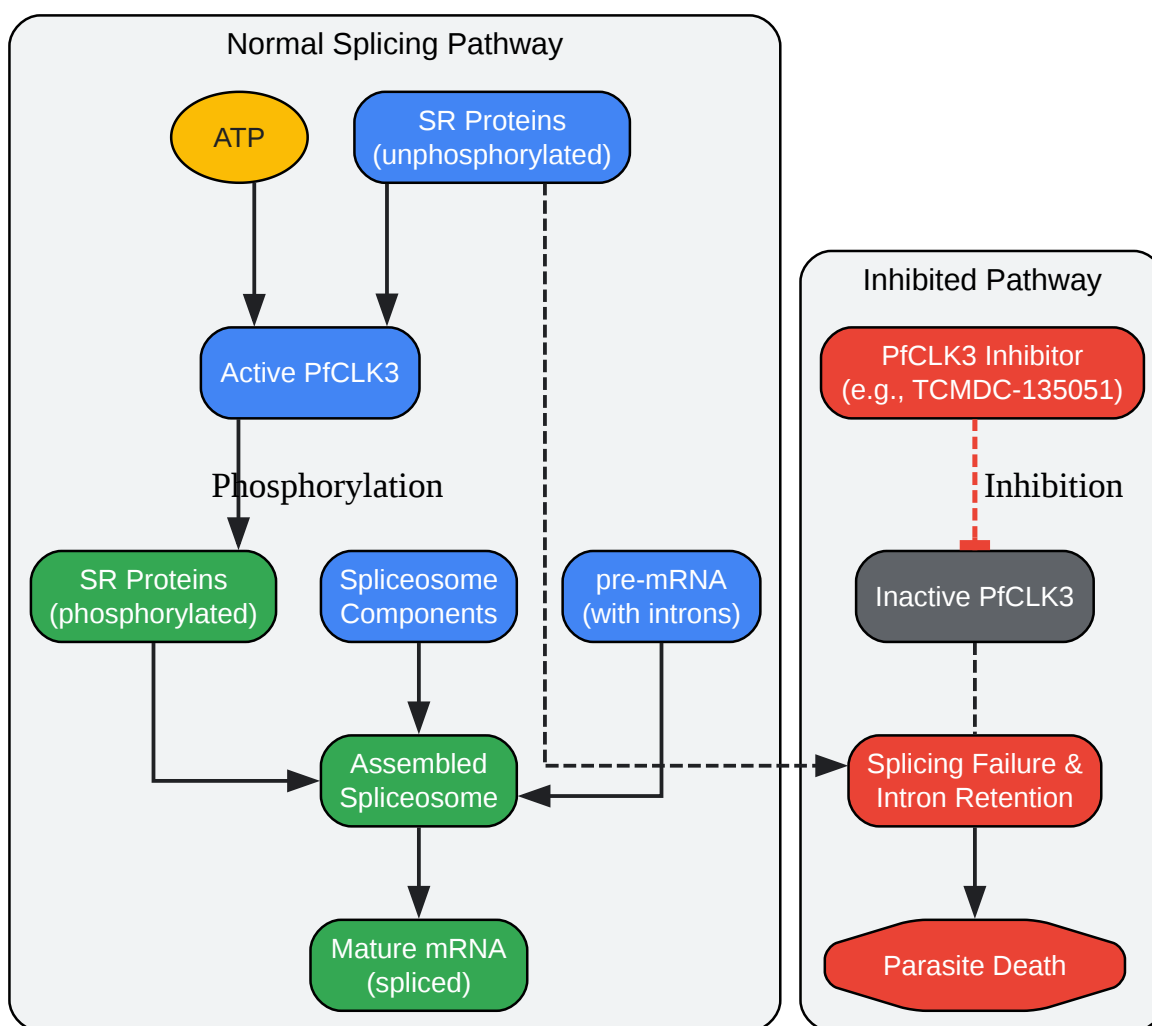 Normal Splicing Pathway
ATP
SR Proteins
(unphosphorylated)
Active PfCLK3
Phosphorylation
SR Proteins
(phosphorylated)
Spliceosome
Components
pre-mRNA
(with introns)
Assembled
Spliceosome
Mature mRNA
(spliced)
Inhibited Pathway
PfCLK3 Inhibitor
(e.g., TCMDC-135051)
Inhibition
Inactive PfCLK3
Splicing Failure &
Intron Retention
Parasite Death